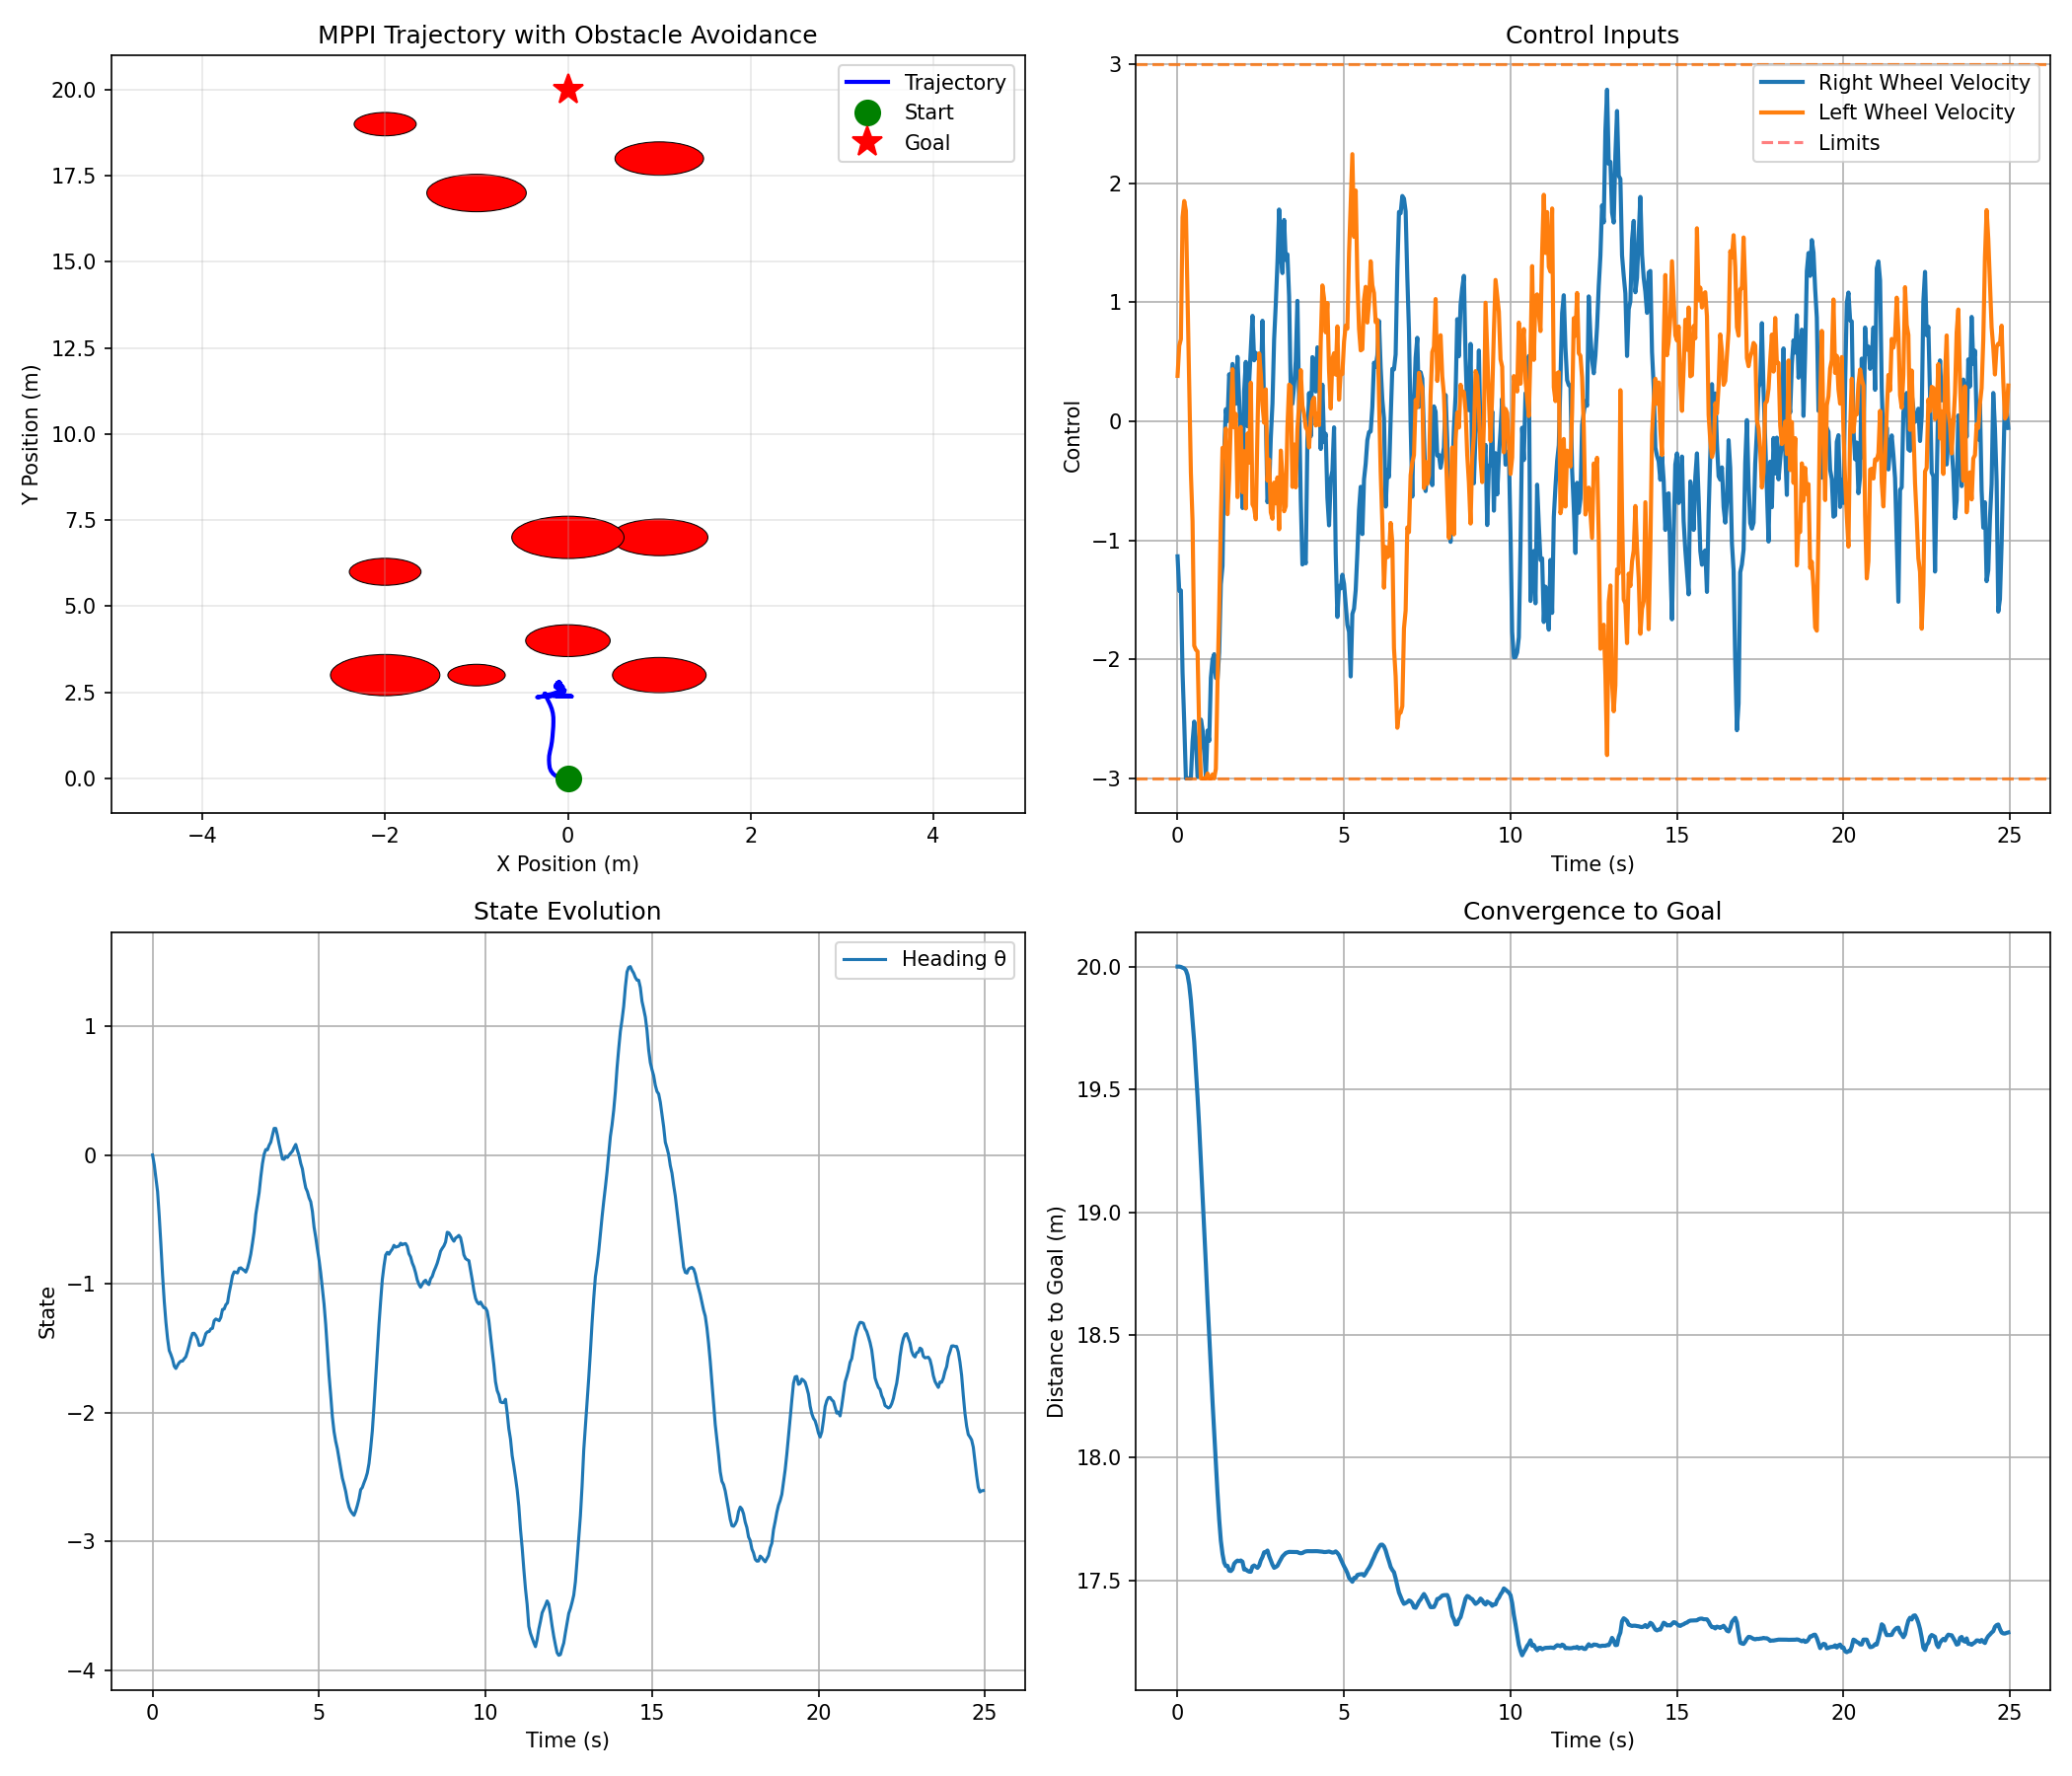 MPPI Trajectory with Obstacle Avoidance
Trajectory
Start
Goal
20.0
17.5
15.0
12.5
10.0
7.5
5.0
2.5
0.0
Y Position (m)
−4
−2
0
2
4
X Position (m)
Control Inputs
Right Wheel Velocity
Left Wheel Velocity
Limits
3
2
1
0
−1
−2
−3
Control
0
5
10
15
20
25
Time (s)
State Evolution
Heading θ
1
0
−1
−2
−3
−4
State
0
5
10
15
20
25
Time (s)
Convergence to Goal
20.0
19.5
19.0
18.5
18.0
17.5
Distance to Goal (m)
0
5
10
15
20
25
Time (s)